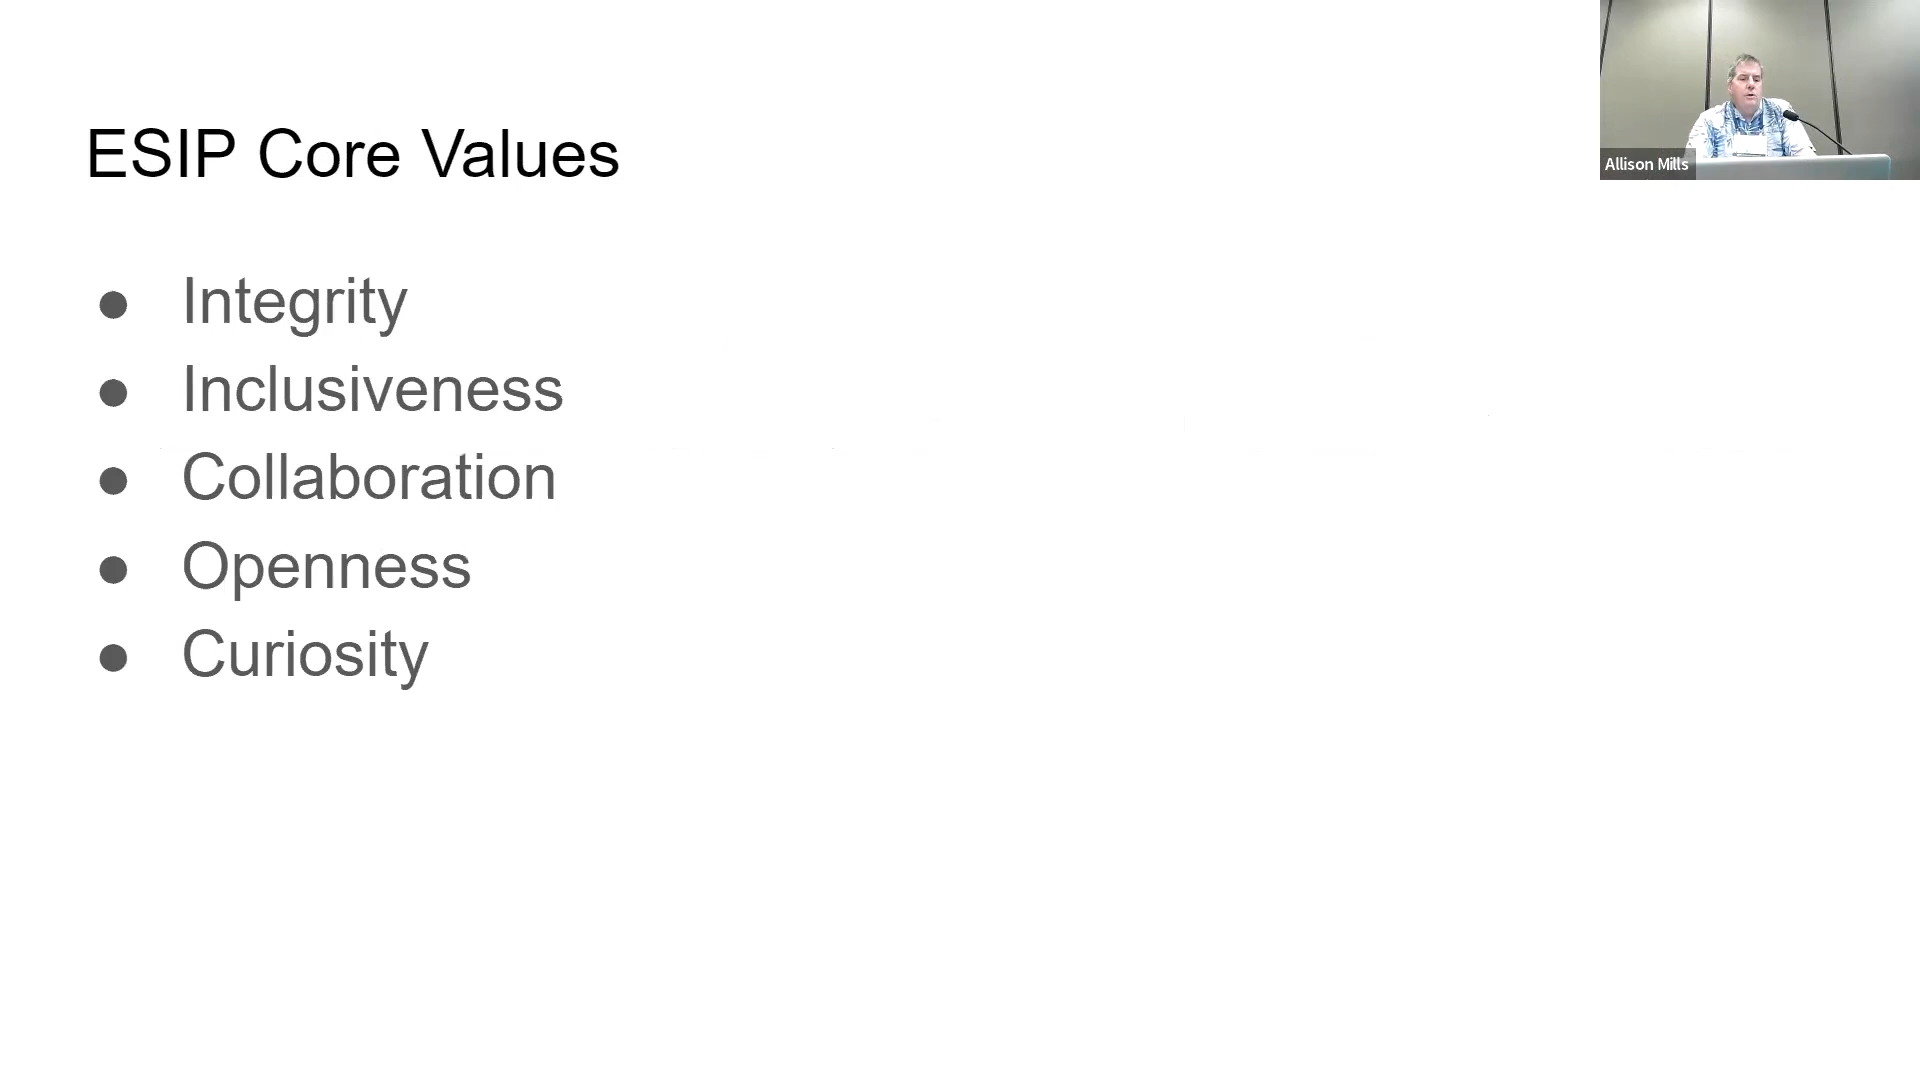 ESIP Core Values
● Integrity
● Inclusiveness
● Collaboration
● Openness
● Curiosity
Allison Mills